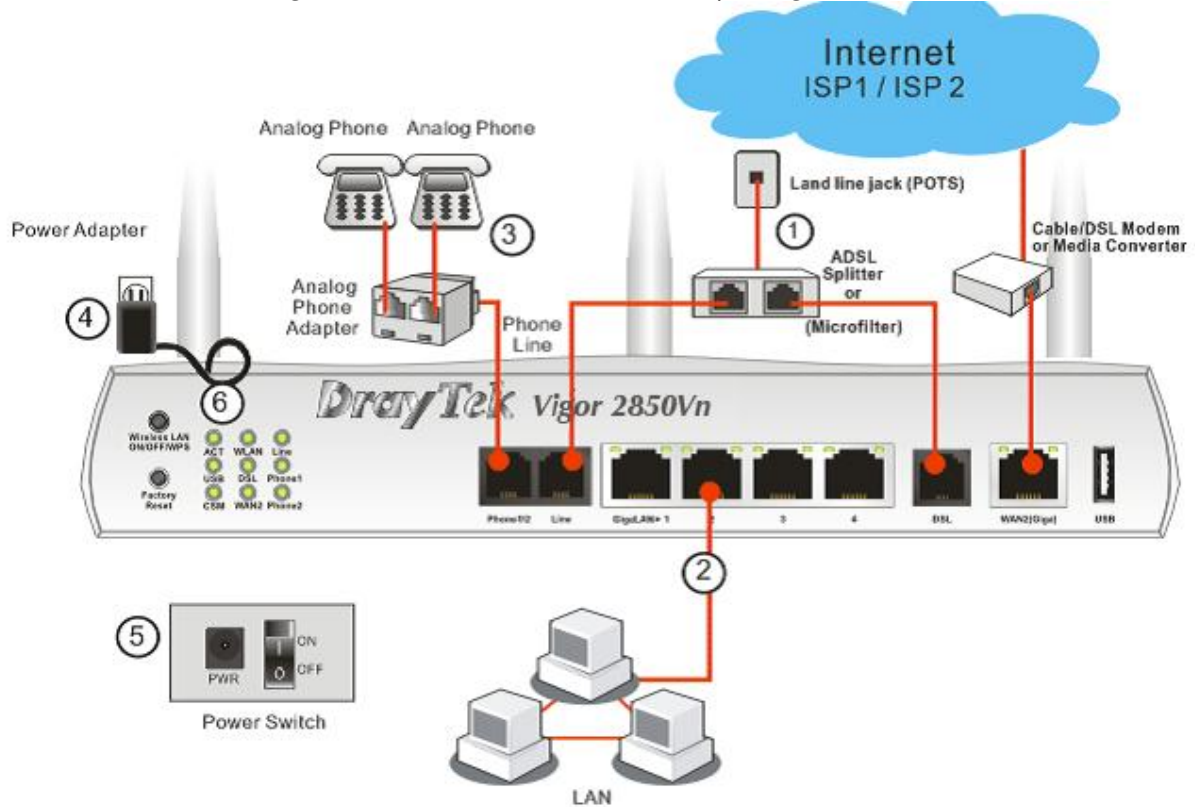 Internet
ISP1 / ISP 2
Analog Phone
Analog Phone
Land line jack (POTS)
1
3
Power Adapter
Cable/DSL Modem
or Media Converter
ADSL
Splitter
or
(Microfilter)
Analog
Phone
Adapter
4
Phone
Line
6
DrayTek Vigor 2850Vn
Wireless LAN
ON/OFF/WPS
ACT WLAN Line
USB DSL Phone1
Factory
Reset
CSM WAN2 Phone2
Phone1/2
Line
GigaLAN
1
2
3
4
DSL
WAN2(Giga)
USB
2
5
ON
I
O
OFF
PWR
Power Switch
LAN